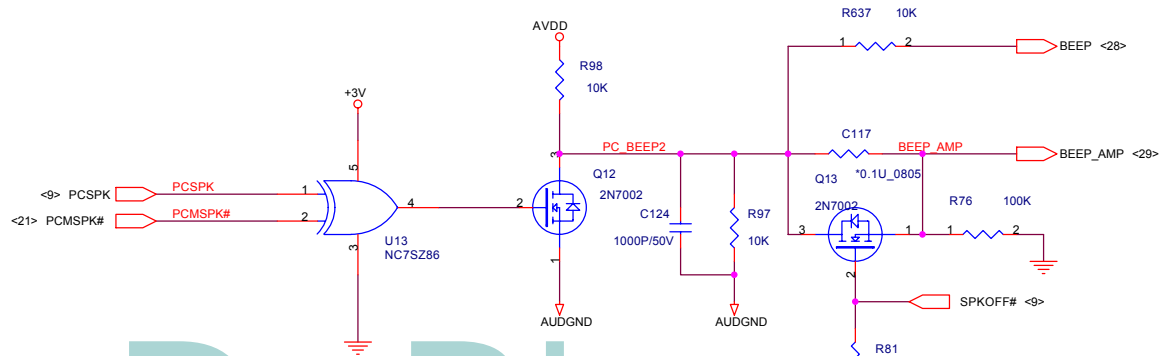 R637 10K
1 2
BEEP <28>
AVDD
R98
10K
+3V
3
PC_BEEP2
C117
BEEP_AMP
BEEP_AMP <29>
*0.1U_0805
5
<9> PCSPK
PCSPK
1
<21> PCMSPK#
PCMSPK#
2
4
U13
NC7SZ86
3
2
Q12
2N7002
1
AUDGND
C124
1000P/50V
R97
10K
AUDGND
Q13
2N7002
3
1
2
R76 100K
1 2
SPKOFF# <9>
R81